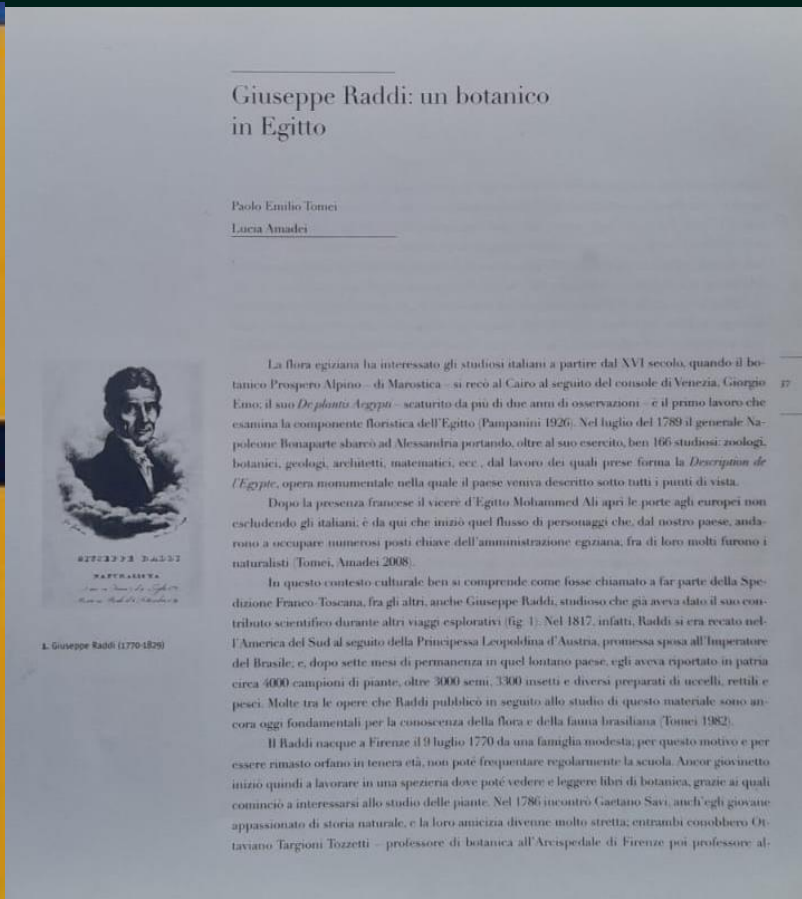 Giuseppe Raddi: un botanico
in Egitto
Paolo Emilio Tomei
Lucia Amadei
La flora egiziana ha interessato gli studiosi italiani a partire dal XVI secolo, quando il bo-
tanico Prospero Alpino – di Marostica – si recò al Cairo al seguito del console di Venezia, Giorgio
Emo; il suo De plantis Aegypti – scaturito da più di due anni di osservazioni – è il primo lavoro che
esamina la componente floristica dell'Egitto (Pampanini 1926). Nel luglio del 1789 il generale Na-
poleone Bonaparte sbarcò ad Alessandria portando, oltre al suo esercito, ben 166 studiosi: zoologi,
botanici, geologi, architetti, matematici, ecc., dal lavoro dei quali prese forma la Description de
l'Egypte, opera monumentale nella quale il paese veniva descritto sotto tutti i punti di vista.
Dopo la presenza francese il viceré d'Egitto Mohammed Ali aprì le porte agli europei non
escludendo gli italiani; è da qui che iniziò quel flusso di personaggi che, dal nostro paese, anda-
rono a occupare numerosi posti chiave dell'amministrazione egiziana; fra di loro molti furono i
naturalisti (Tomei, Amadei 2008).
In questo contesto culturale ben si comprende come fosse chiamato a far parte della Spe-
dizione Franco-Toscana, fra gli altri, anche Giuseppe Raddi, studioso che già aveva dato il suo con-
tributo scientifico durante altri viaggi esplorativi (fig. 1). Nel 1817, infatti, Raddi si era recato nel-
l'America del Sud al seguito della Principessa Leopoldina d'Austria, promessa sposa all'Imperatore
del Brasile; e, dopo sette mesi di permanenza in quel lontano paese, egli aveva riportato in patria
circa 4000 campioni di piante, oltre 3000 semi, 3300 insetti e diversi preparati di uccelli, rettili e
pesci. Molte tra le opere che Raddi pubblicò in seguito allo studio di questo materiale sono an-
cora oggi fondamentali per la conoscenza della flora e della fauna brasiliana (Tomei 1982).
Il Raddi nacque a Firenze il 9 luglio 1770 da una famiglia modesta; per questo motivo e per
essere rimasto orfano in tenera età, non poté frequentare regolarmente la scuola. Ancor giovinetto
iniziò quindi a lavorare in una spezieria dove poté vedere e leggere libri di botanica, grazie ai quali
cominciò a interessarsi allo studio delle piante. Nel 1786 incontrò Gaetano Savi, anch'egli giovane
appassionato di storia naturale, e la loro amicizia divenne molto stretta; entrambi conobbero Ot-
taviano Targioni Tozzetti – professore di botanica all'Arcispedale di Firenze poi professore al-
37
GIUSEPPE RADDI
NATURALISTA
1. Giuseppe Raddi (1770-1829)